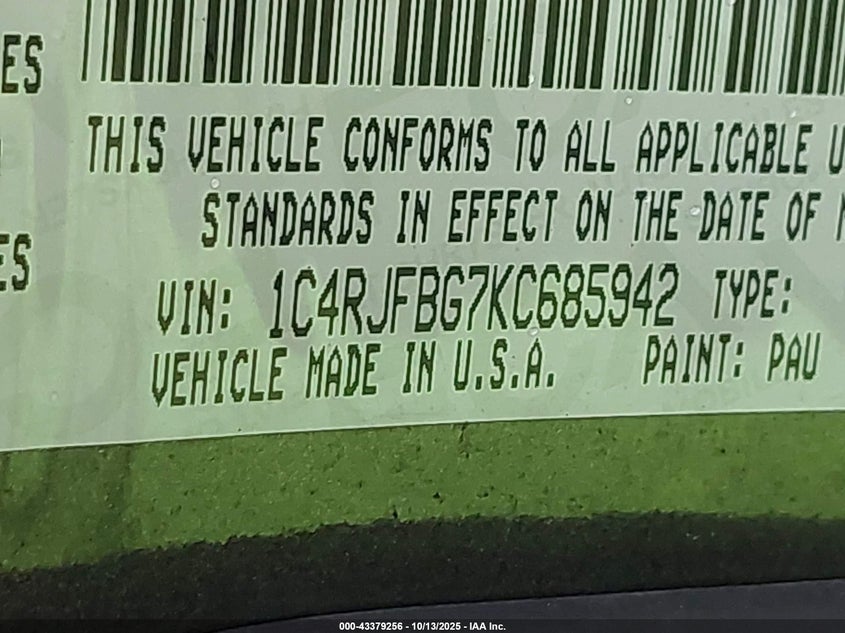 ES
THIS VEHICLE CONFORMS TO ALL APPLICABLE U
STANDARDS IN EFFECT ON THE DATE OF M
ES
VIN: 1C4RJFBG7KC685942 TYPE:
VEHICLE MADE IN U.S.A. PAINT: PAU
000-43379256 - 10/13/2025 - IAA Inc.